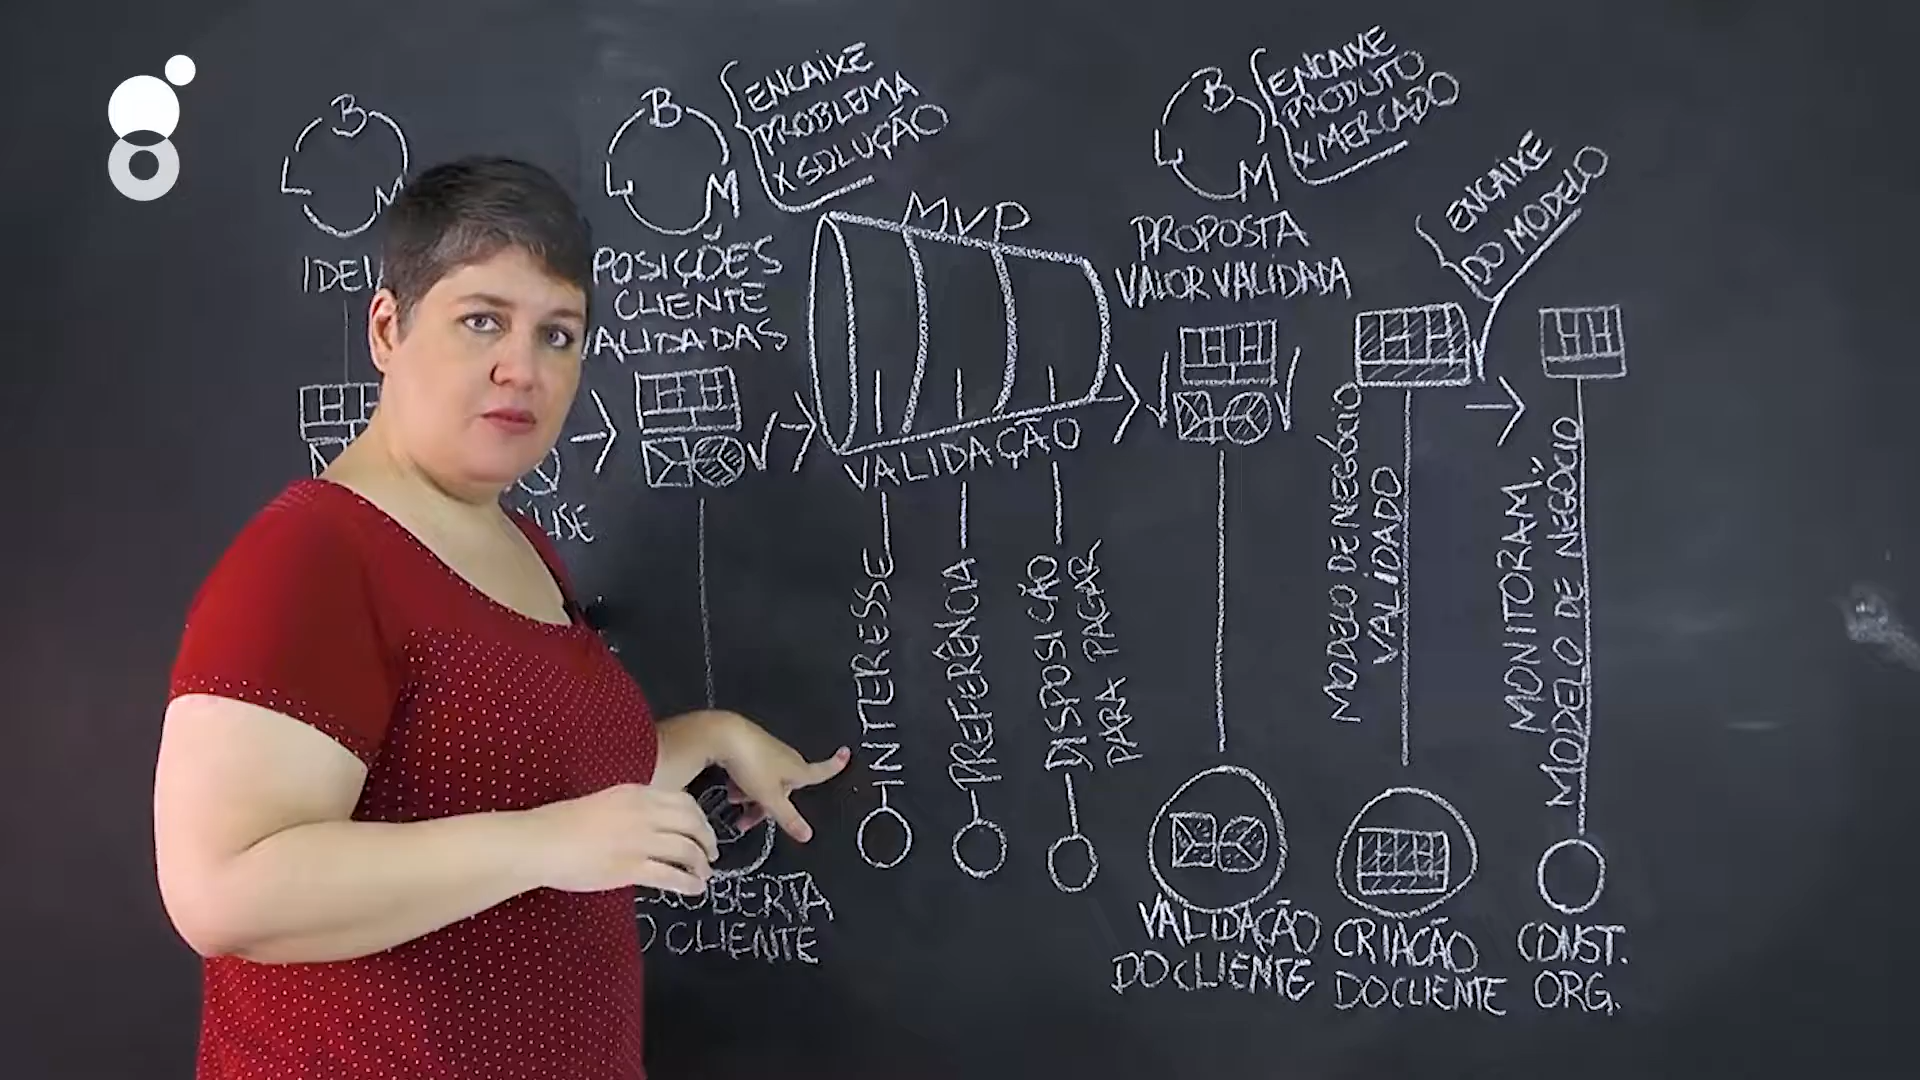 B
L
M
B
L
M
ENCAIXE
PROBLEMA
X SOLUÇÃO
B
L
M
ENCAIXE
PRODUTO
X MERCADO
ENCAIXE
DO MODELO
POSIÇÕES
CLIENTE
MVP
VALIDAÇÃO
PROPOSTA
VALOR VALIDADA
INTERESSE
PREFERÊNCIA
DISPOSIÇÃO
PARA PAGAR
MODELO DE NEGÓCIO
VALIDADO
MONITORAM.
MODELO DE NEGÓCIO
CLIENTE
VALIDAÇÃO
DO CLIENTE
CRIAÇÃO
DO CLIENTE
CONST.
ORG.